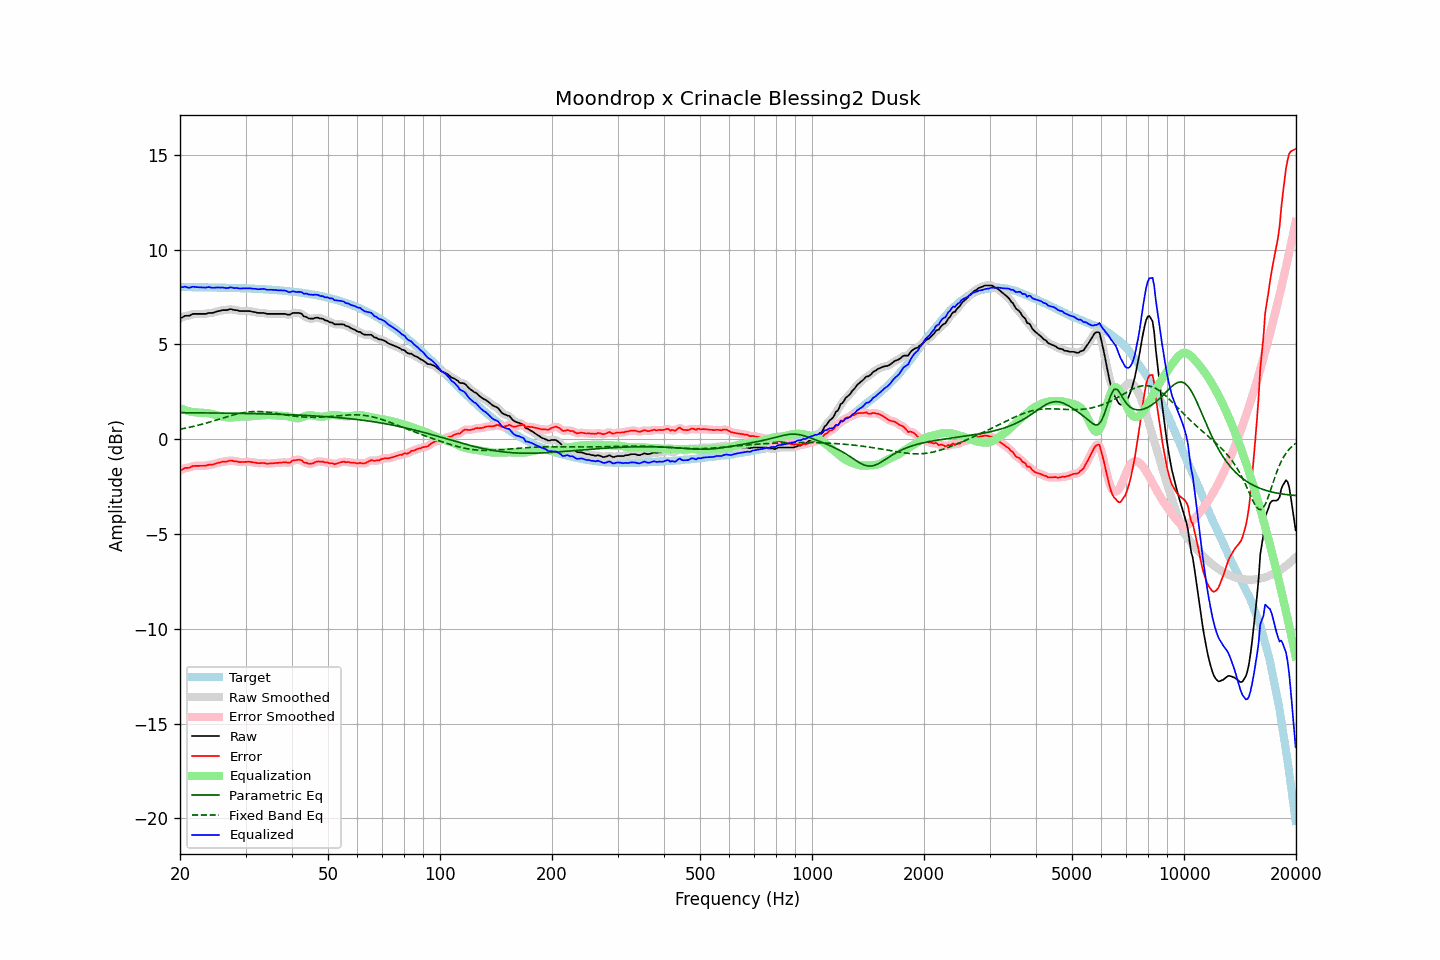 Moondrop x Crinacle Blessing2 Dusk
Amplitude (dBr)
15
10
5
0
−5
−10
−15
−20
Target
Raw Smoothed
Error Smoothed
Raw
Error
Equalization
Parametric Eq
Fixed Band Eq
Equalized
20 50 100 200 500 1000 2000 5000 10000 20000
Frequency (Hz)